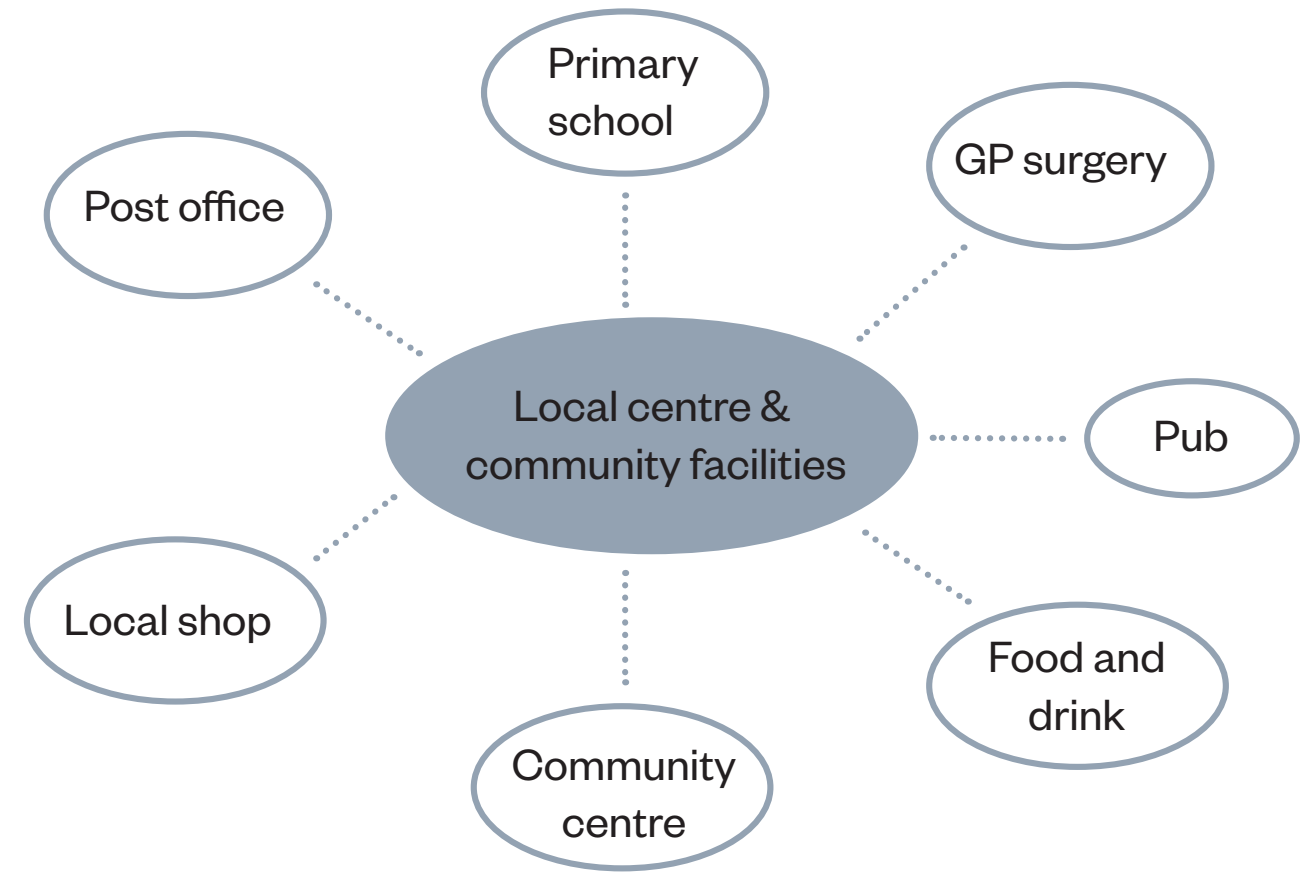 Primary
school
GP surgery
Post office
Local centre &
community facilities
Pub
Local shop
Food and
drink
Community
centre